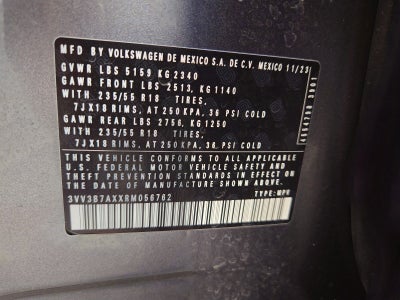 MFD BY VOLKSWAGEN DE MEXICO S.A. DE C.V. MEXICO 11/23
GVWR LBS 5159 KG 2340
GAWR FRONT LBS 2513, KG 1140
WITH 235/55 R18 TIRES,
7JX18 RIMS, AT 250 KPA, 36 PSI COLD
GAWR REAR LBS 2756, KG 1250
WITH 235/55 R18 TIRES,
7JX18 RIMS, AT 250 KPA, 36 PSI COLD
THIS VEHICLE CONFORMS TO ALL APPLICABLE
U.S. FEDERAL MOTOR VEHICLE SAFETY AND
THEFT PREVENTION STANDARDS IN EFFECT ON
THE DATE OF MANUFACTURE SHOWN ABOVE.
3VV3B7AXXRM056762 TYPE: MPV